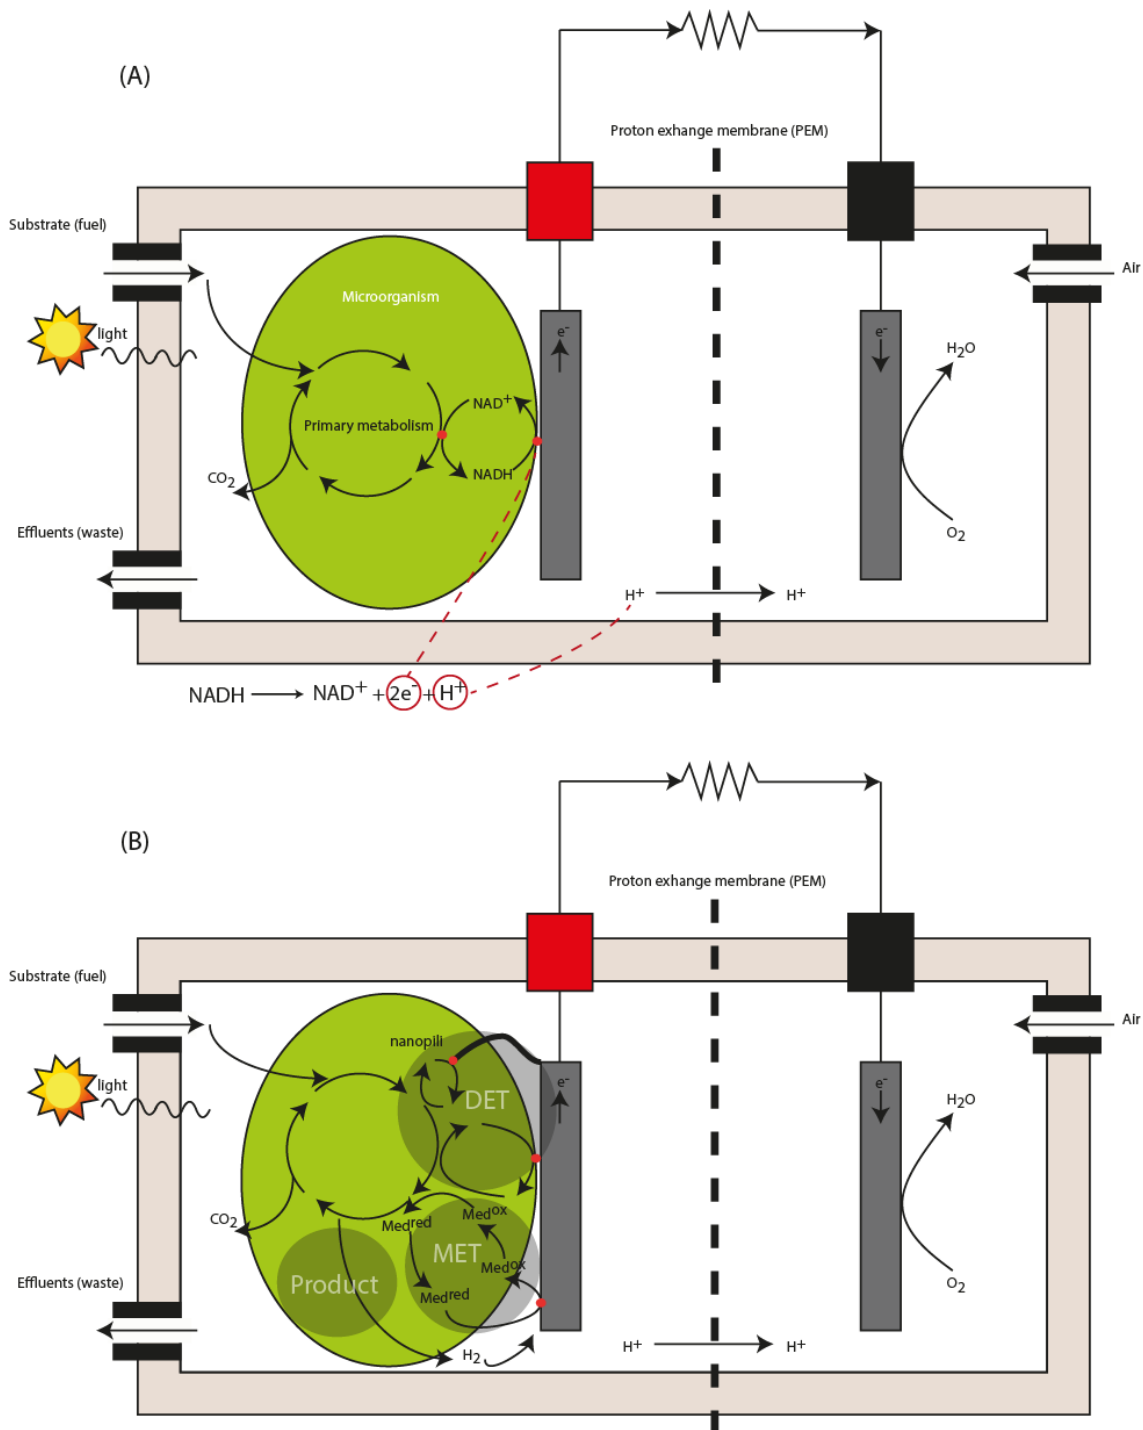 (A)
Proton exhange membrane (PEM)
Substrate (fuel)
Air
Microorganism
light
e-
e-
H2O
NAD+
Primary metabolism
NADH
CO2
Effluents (waste)
O2
H+
H+
NADH → NAD+ + 2e- + H+
(B)
Proton exhange membrane (PEM)
Substrate (fuel)
Air
nanopili
light
e-
e-
DET
H2O
CO2
Medred
Medox
MET
Medox
Product
Medred
Effluents (waste)
O2
H2
H+
H+